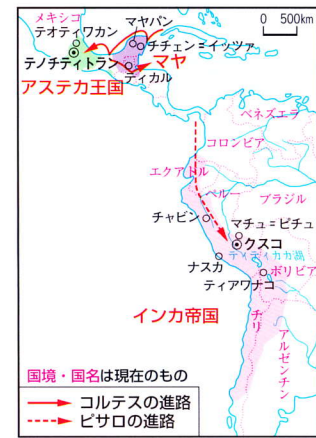 メキシコ
テオティワカン
マヤパン
0 500km
チチェン=イッツァ
テノチティトラン
マヤ
アステカ王国
ティカル
ベネズエラ
コロンビア
エクアドル
ペルー
ブラジル
チャビン
マチュ=ピチュ
クスコ
ティティカカ湖
ナスカ
ボリビア
ティアワナコ
インカ帝国
チリ
アルゼンチン
国境・国名は現在のもの
コルテスの進路
ピサロの進路